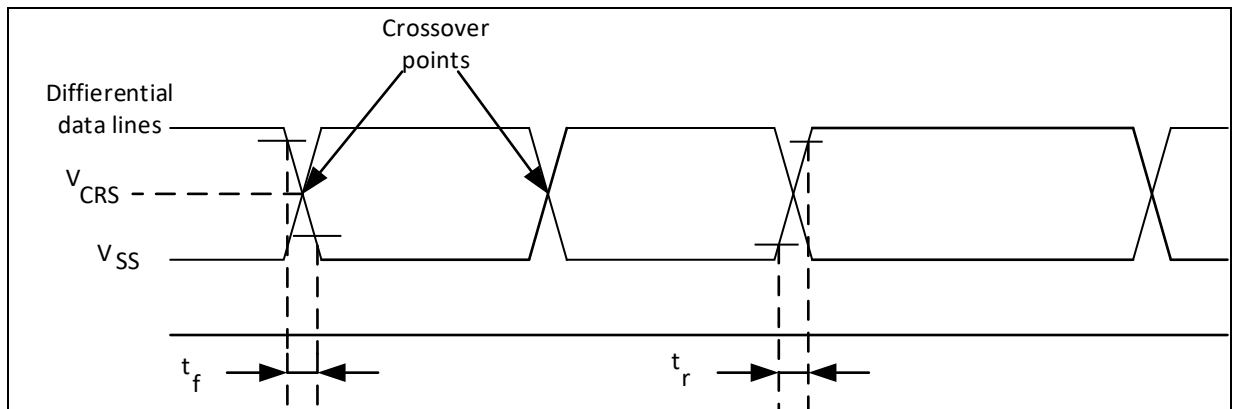 Crossover
points
Diffierential
data lines
V CRS
V SS
t f
t r